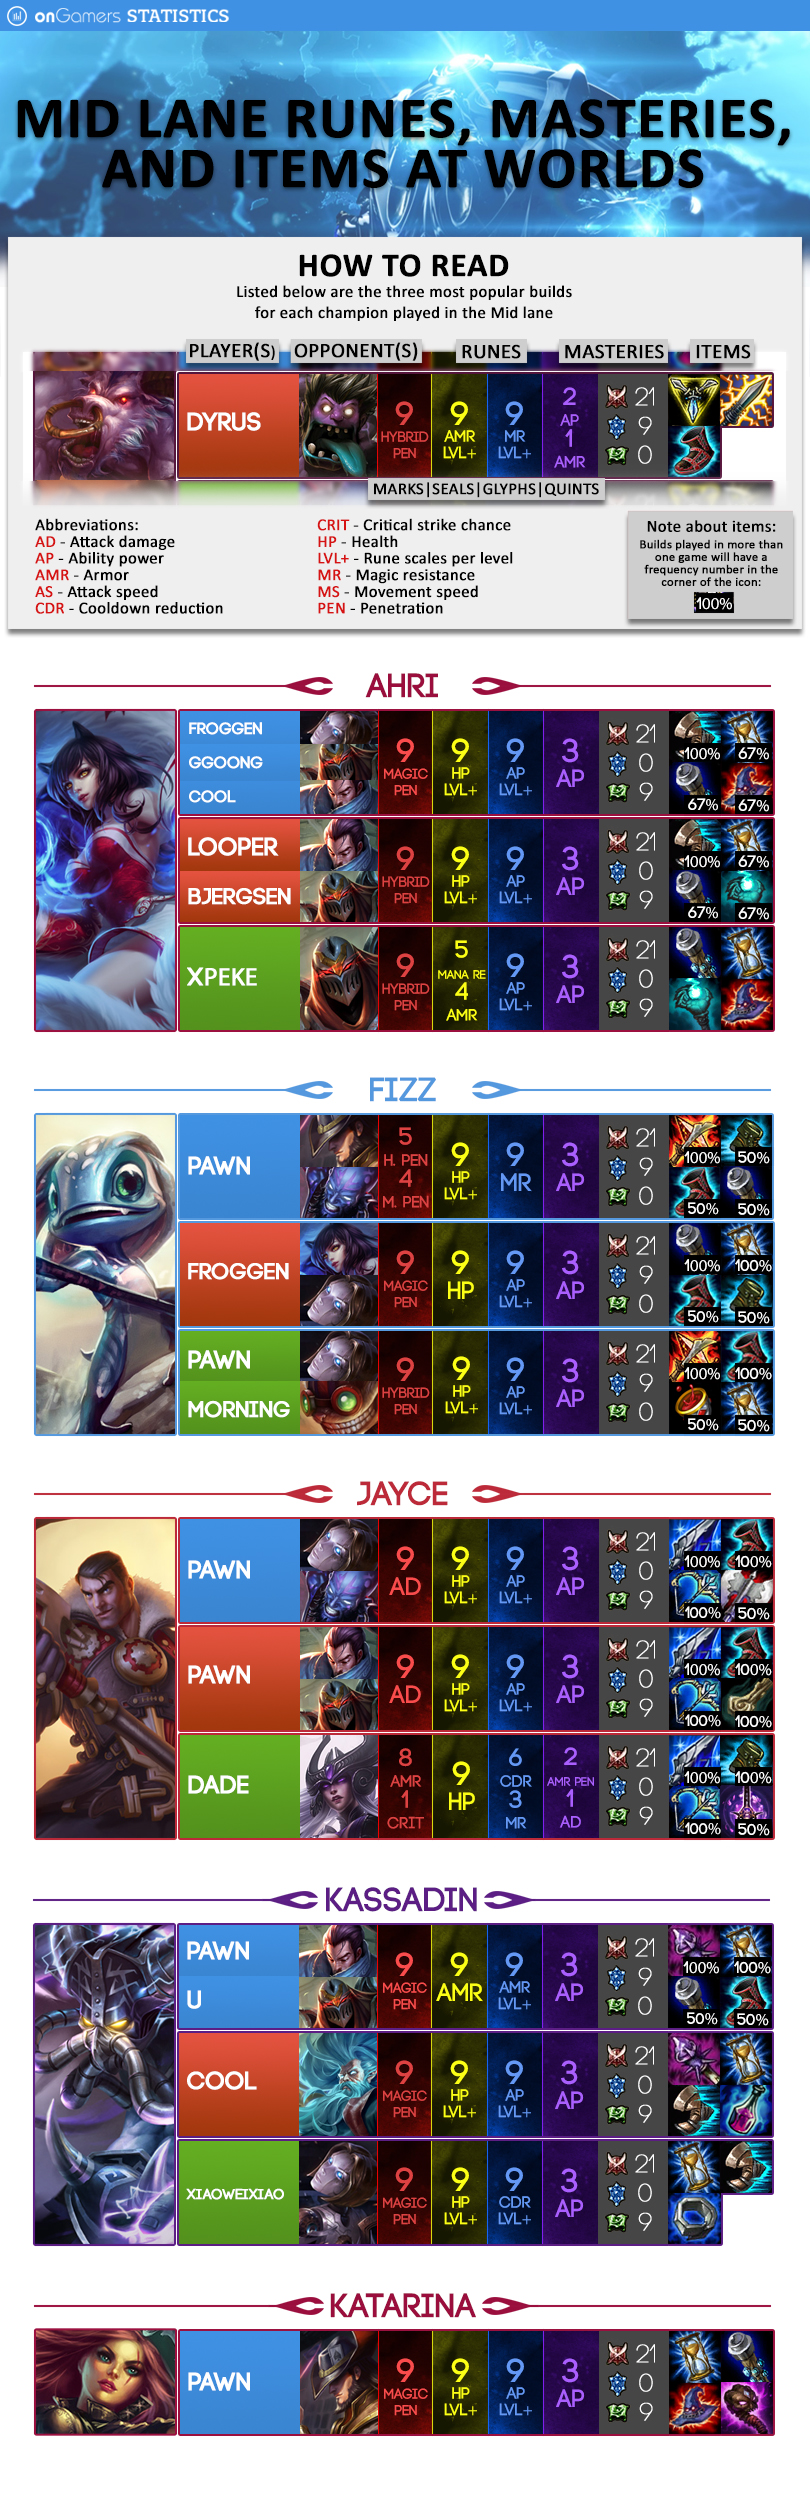 onGamers STATISTICS
MID LANE RUNES, MASTERIES,
AND ITEMS AT WORLDS
HOW TO READ
Listed below are the three most popular builds
for each champion played in the Mid lane
PLAYER(S) OPPONENT(S) RUNES MASTERIES ITEMS
DYRUS
9 HYBRID PEN
9 AMR LVL+
9 MR LVL+
2 AP 1 AMR
21 9 0
MARKS|SEALS|GLYPHS|QUINTS
Abbreviations:
AD - Attack damage
AP - Ability power
AMR - Armor
AS - Attack speed
CDR - Cooldown reduction
CRIT - Critical strike chance
HP - Health
LVL+ - Rune scales per level
MR - Magic resistance
MS - Movement speed
PEN - Penetration
Note about items:
Builds played in more than
one game will have a
frequency number in the
corner of the icon:
100%
AHRI
FROGGEN
GGOONG
COOL
9 MAGIC PEN
9 HP LVL+
9 AP LVL+
3 AP
21 0 9
100% 67%
67% 67%
LOOPER
BJERGSEN
9 HYBRID PEN
9 HP LVL+
9 AP LVL+
3 AP
21 0 9
100% 67%
67% 67%
XPEKE
9 HYBRID PEN
5 MANA RE 4 AMR
9 AP LVL+
3 AP
21 0 9
FIZZ
PAWN
5 H. PEN 4 M. PEN
9 HP LVL+
9 MR
3 AP
21 9 0
100% 50%
50% 50%
FROGGEN
9 MAGIC PEN
9 HP
9 AP LVL+
3 AP
21 9 0
100% 100%
50% 50%
PAWN
MORNING
9 HYBRID PEN
9 HP LVL+
9 AP LVL+
3 AP
21 9 0
100% 100%
50% 50%
JAYCE
PAWN
9 AD
9 HP LVL+
9 AP LVL+
3 AP
21 0 9
100% 100%
100% 50%
PAWN
9 AD
9 HP LVL+
9 AP LVL+
3 AP
21 0 9
100% 100%
100% 100%
DADE
8 AMR 1 CRIT
9 HP
6 CDR 3 MR
2 AMR PEN 1 AD
21 0 9
100% 100%
100% 50%
KASSADIN
PAWN
U
9 MAGIC PEN
9 AMR
9 AMR LVL+
3 AP
21 9 0
100% 100%
50% 50%
COOL
9 MAGIC PEN
9 HP LVL+
9 AP LVL+
3 AP
21 0 9
XIAOWEIXIAO
9 MAGIC PEN
9 HP LVL+
9 CDR LVL+
3 AP
21 0 9
KATARINA
PAWN
9 MAGIC PEN
9 HP LVL+
9 AP LVL+
3 AP
21 0 9